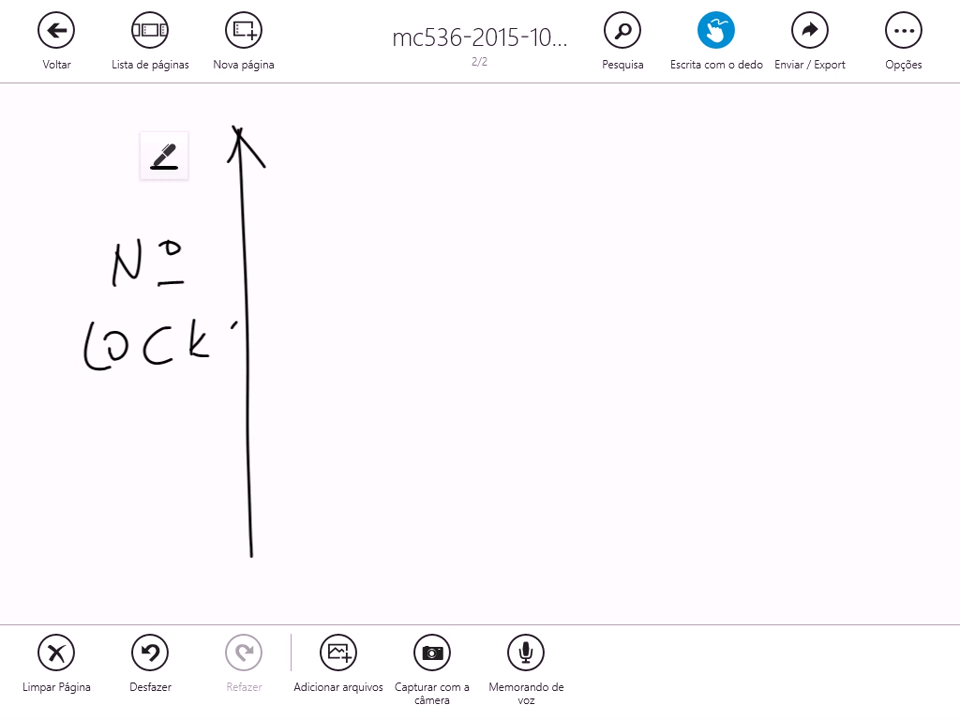 mc536-2015-10...
2/2
Voltar
Lista de páginas
Nova página
Pesquisa
Escrita com o dedo
Enviar / Export
Opções
Nº
LOCK
Limpar Página
Desfazer
Refazer
Adicionar arquivos
Capturar com a
câmera
Memorando de
voz